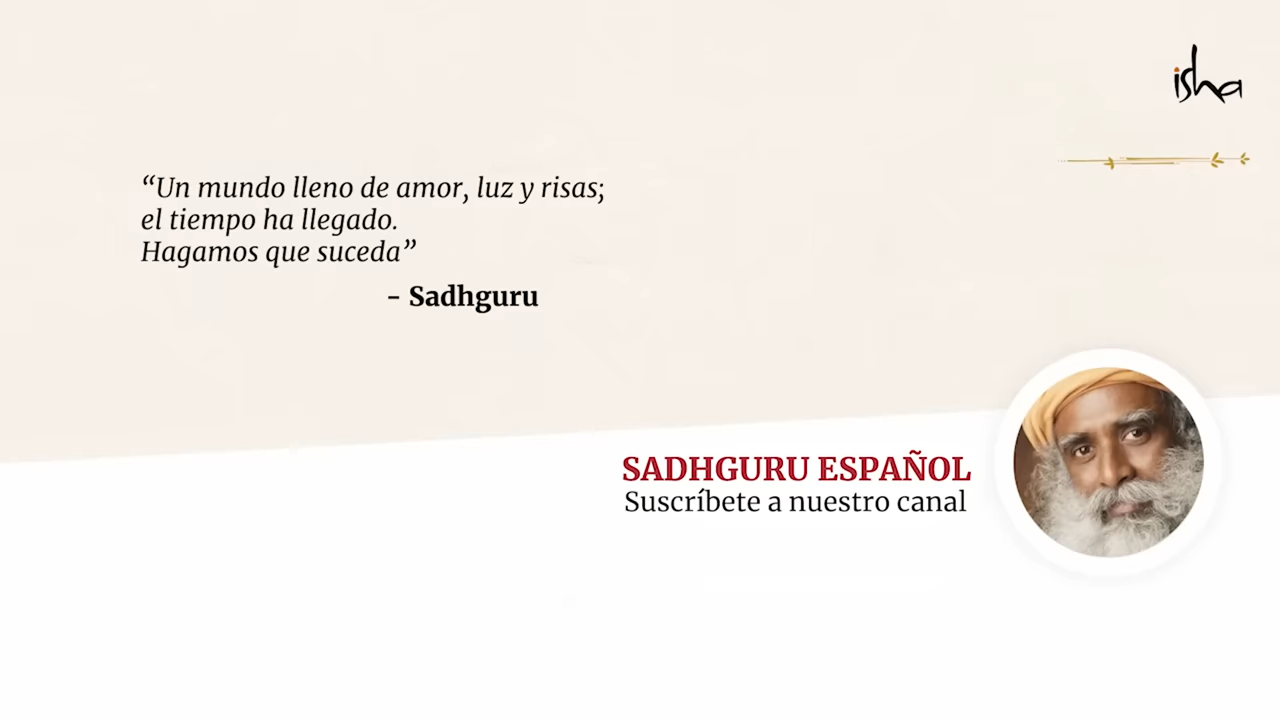 isha
“Un mundo lleno de amor, luz y risas;
el tiempo ha llegado.
Hagamos que suceda”
- Sadhguru
SADHGURU ESPAÑOL
Suscríbete a nuestro canal